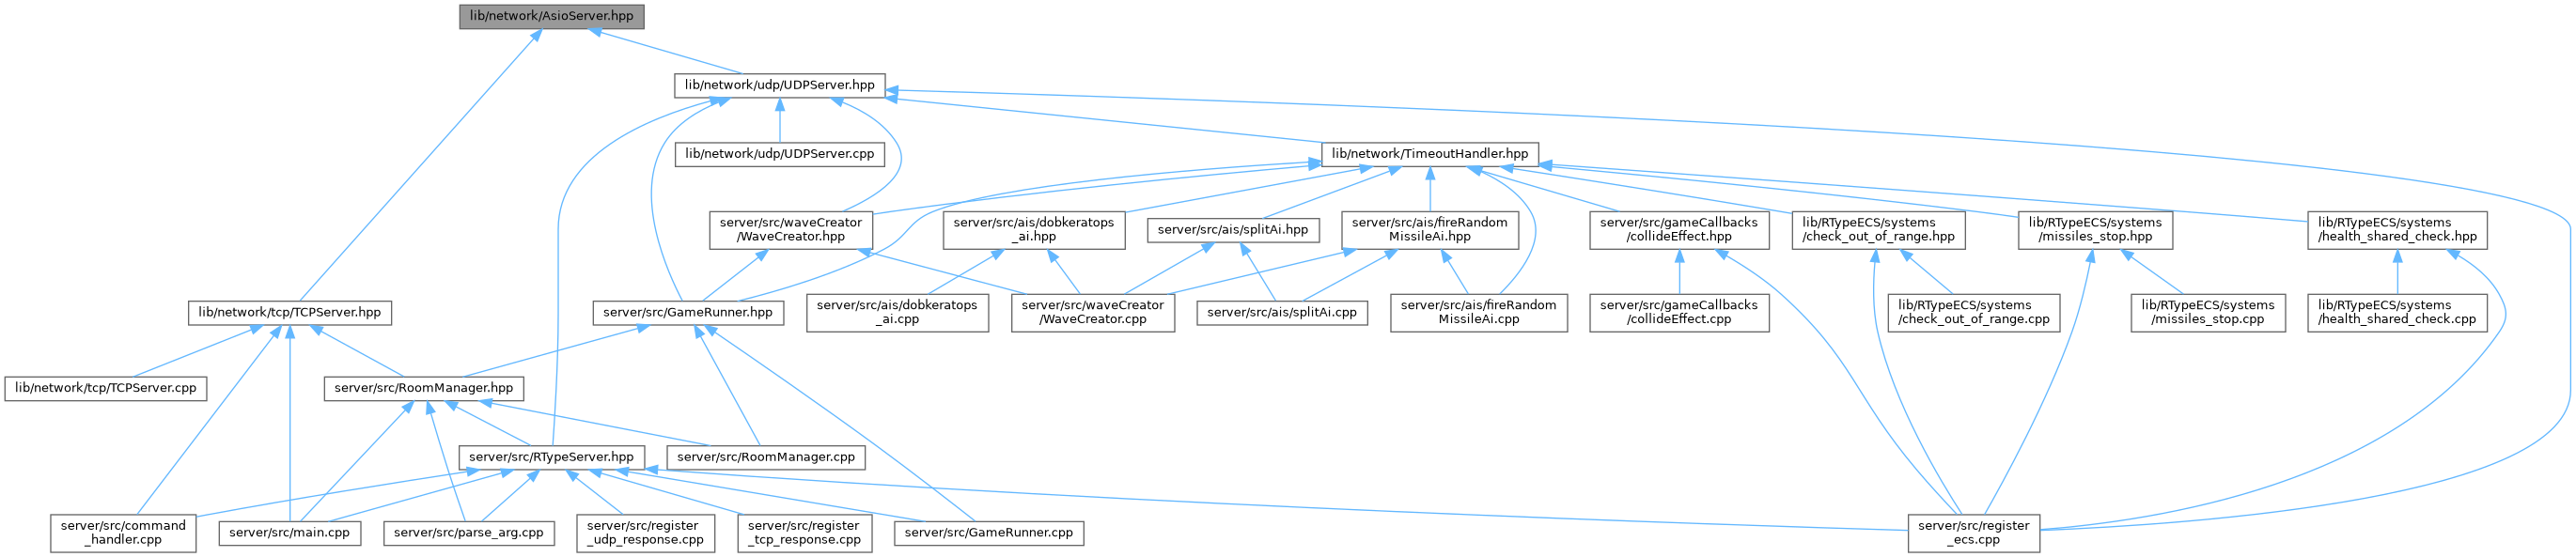 lib/network/AsioServer.hpp
lib/network/udp/UDPServer.hpp
lib/network/udp/UDPServer.cpp
lib/network/TimeoutHandler.hpp
server/src/waveCreator
/WaveCreator.hpp
server/src/ais/dobkeratops
_ai.hpp
server/src/ais/splitAi.hpp
server/src/ais/fireRandom
MissileAi.hpp
server/src/gameCallbacks
/collideEffect.hpp
lib/RTypeECS/systems
/check_out_of_range.hpp
lib/RTypeECS/systems
/missiles_stop.hpp
lib/RTypeECS/systems
/health_shared_check.hpp
lib/network/tcp/TCPServer.hpp
server/src/GameRunner.hpp
server/src/ais/dobkeratops
_ai.cpp
server/src/waveCreator
/WaveCreator.cpp
server/src/ais/splitAi.cpp
server/src/ais/fireRandom
MissileAi.cpp
server/src/gameCallbacks
/collideEffect.cpp
lib/RTypeECS/systems
/check_out_of_range.cpp
lib/RTypeECS/systems
/missiles_stop.cpp
lib/RTypeECS/systems
/health_shared_check.cpp
lib/network/tcp/TCPServer.cpp
server/src/RoomManager.hpp
server/src/RTypeServer.hpp
server/src/RoomManager.cpp
server/src/command
_handler.cpp
server/src/main.cpp
server/src/parse_arg.cpp
server/src/register
_udp_response.cpp
server/src/register
_tcp_response.cpp
server/src/GameRunner.cpp
server/src/register
_ecs.cpp